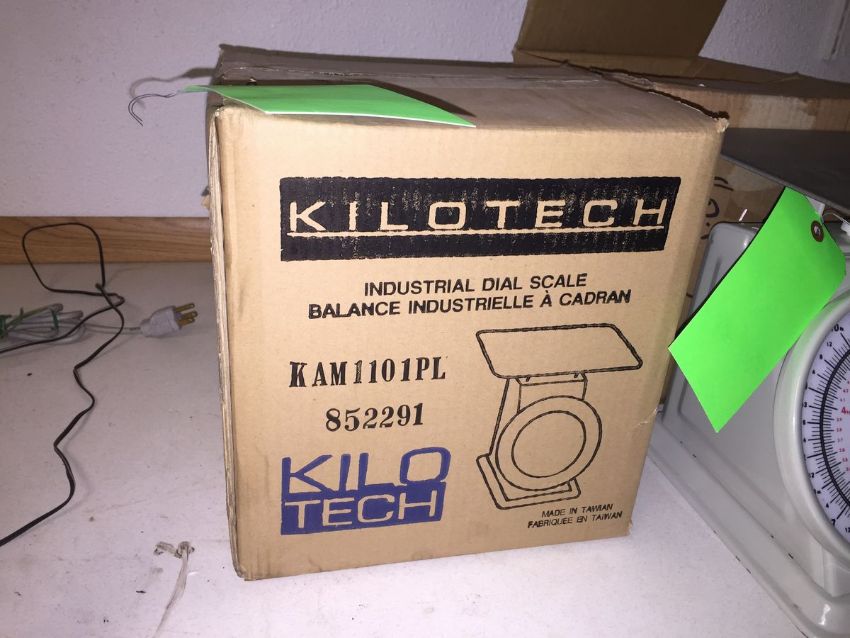 KILOTECH
INDUSTRIAL DIAL SCALE
BALANCE INDUSTRIELLE À CADRAN
KAM1101PL
852291
KILO
TECH
MADE IN TAIWAN
FABRIQUEE EN TAIWAN